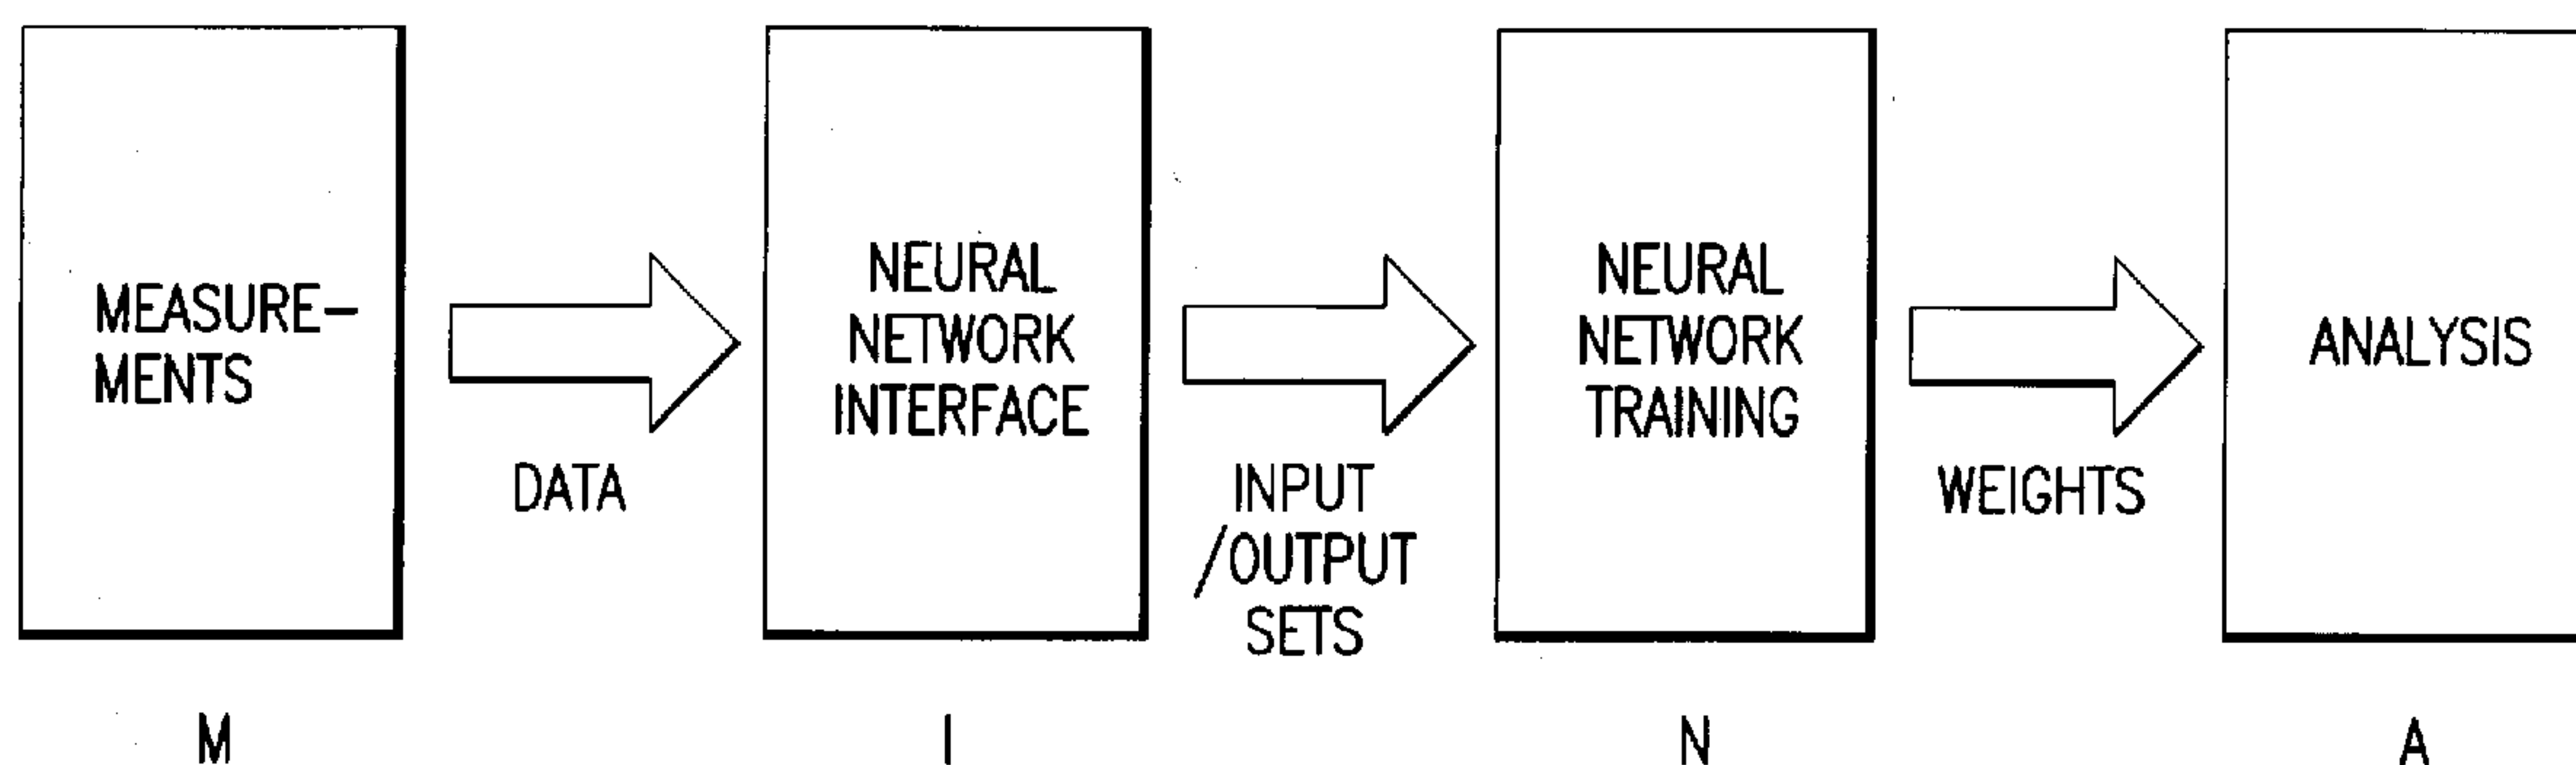 MEASURE-
MENTS
DATA
NEURAL
NETWORK
INTERFACE
INPUT
/OUTPUT
SETS
NEURAL
NETWORK
TRAINING
WEIGHTS
ANALYSIS
M
I
N
A